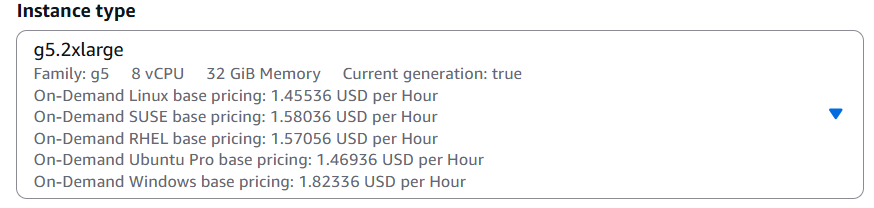 Instance type
g5.2xlarge
Family: g5 8 vCPU 32 GiB Memory Current generation: true
On-Demand Linux base pricing: 1.45536 USD per Hour
On-Demand SUSE base pricing: 1.58036 USD per Hour
On-Demand RHEL base pricing: 1.57056 USD per Hour
On-Demand Ubuntu Pro base pricing: 1.46936 USD per Hour
On-Demand Windows base pricing: 1.82336 USD per Hour